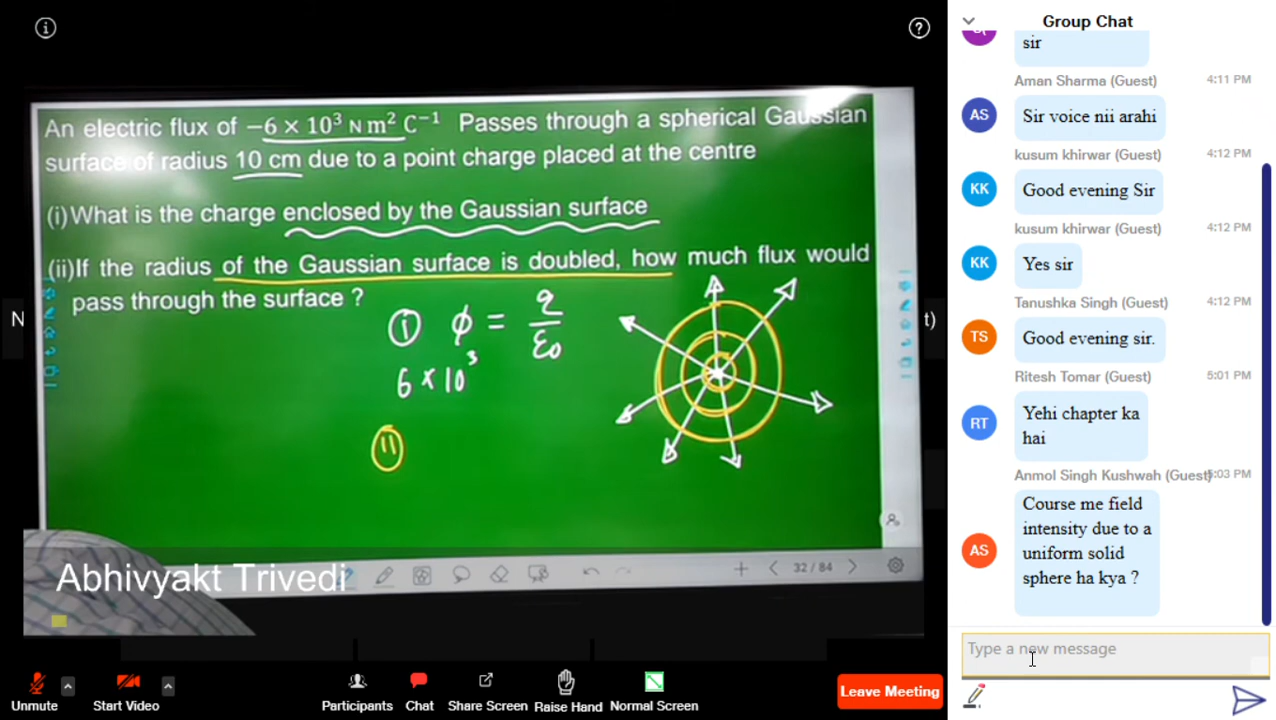 An electric flux of −6 × 10³ N m² C⁻¹ Passes through a spherical Gaussian
surface of radius 10 cm due to a point charge placed at the centre
(i) What is the charge enclosed by the Gaussian surface
(ii) If the radius of the Gaussian surface is doubled, how much flux would
pass through the surface ?
① ϕ = q/ε₀
6 × 10³
⑪
N
t)
Abhivyakt Trivedi
32 / 84
Unmute
Start Video
Participants
Chat
Share Screen
Raise Hand
Normal Screen
Leave Meeting
Group Chat
sir
Aman Sharma (Guest) 4:11 PM
AS
Sir voice nii arahi
kusum khirwar (Guest) 4:12 PM
KK
Good evening Sir
kusum khirwar (Guest) 4:12 PM
KK
Yes sir
Tanushka Singh (Guest) 4:12 PM
TS
Good evening sir.
Ritesh Tomar (Guest) 5:01 PM
RT
Yehi chapter ka
hai
Anmol Singh Kushwah (Guest) 5:03 PM
AS
Course me field
intensity due to a
uniform solid
sphere ha kya ?
Type a new message